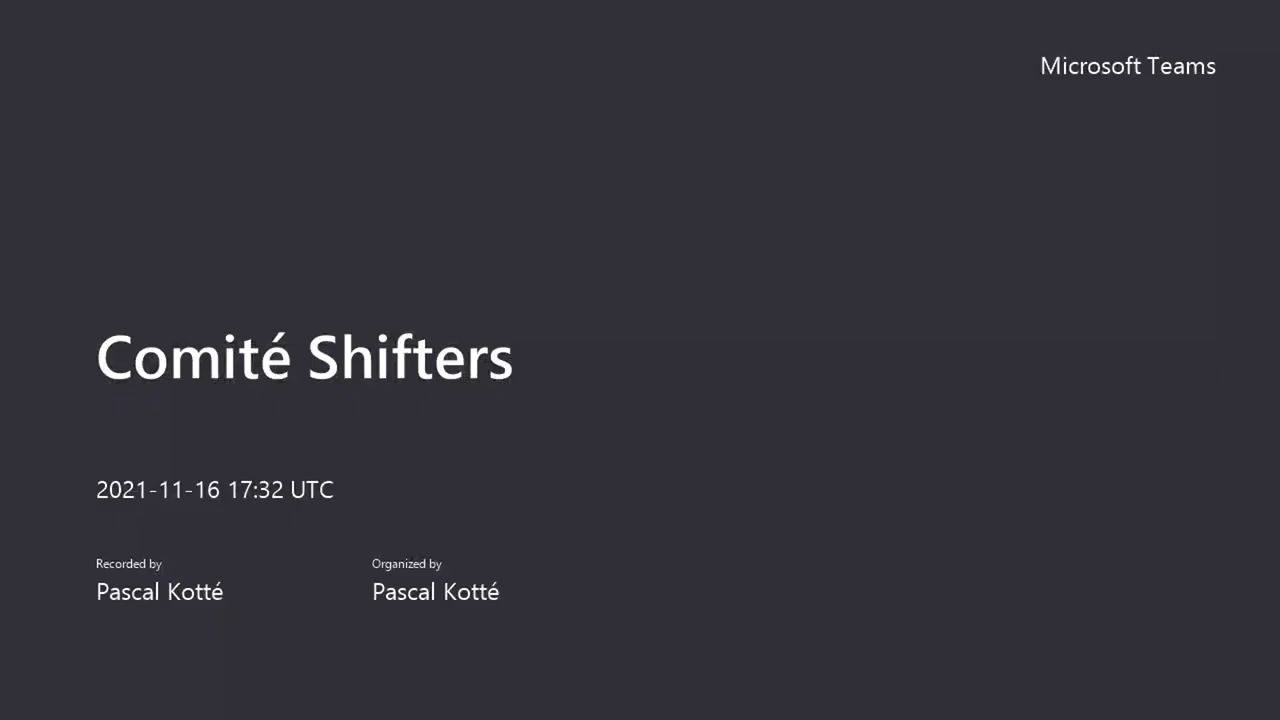 Microsoft Teams
Comité Shifters
2021-11-16 17:32 UTC
Recorded by
Organized by
Pascal Kotté
Pascal Kotté